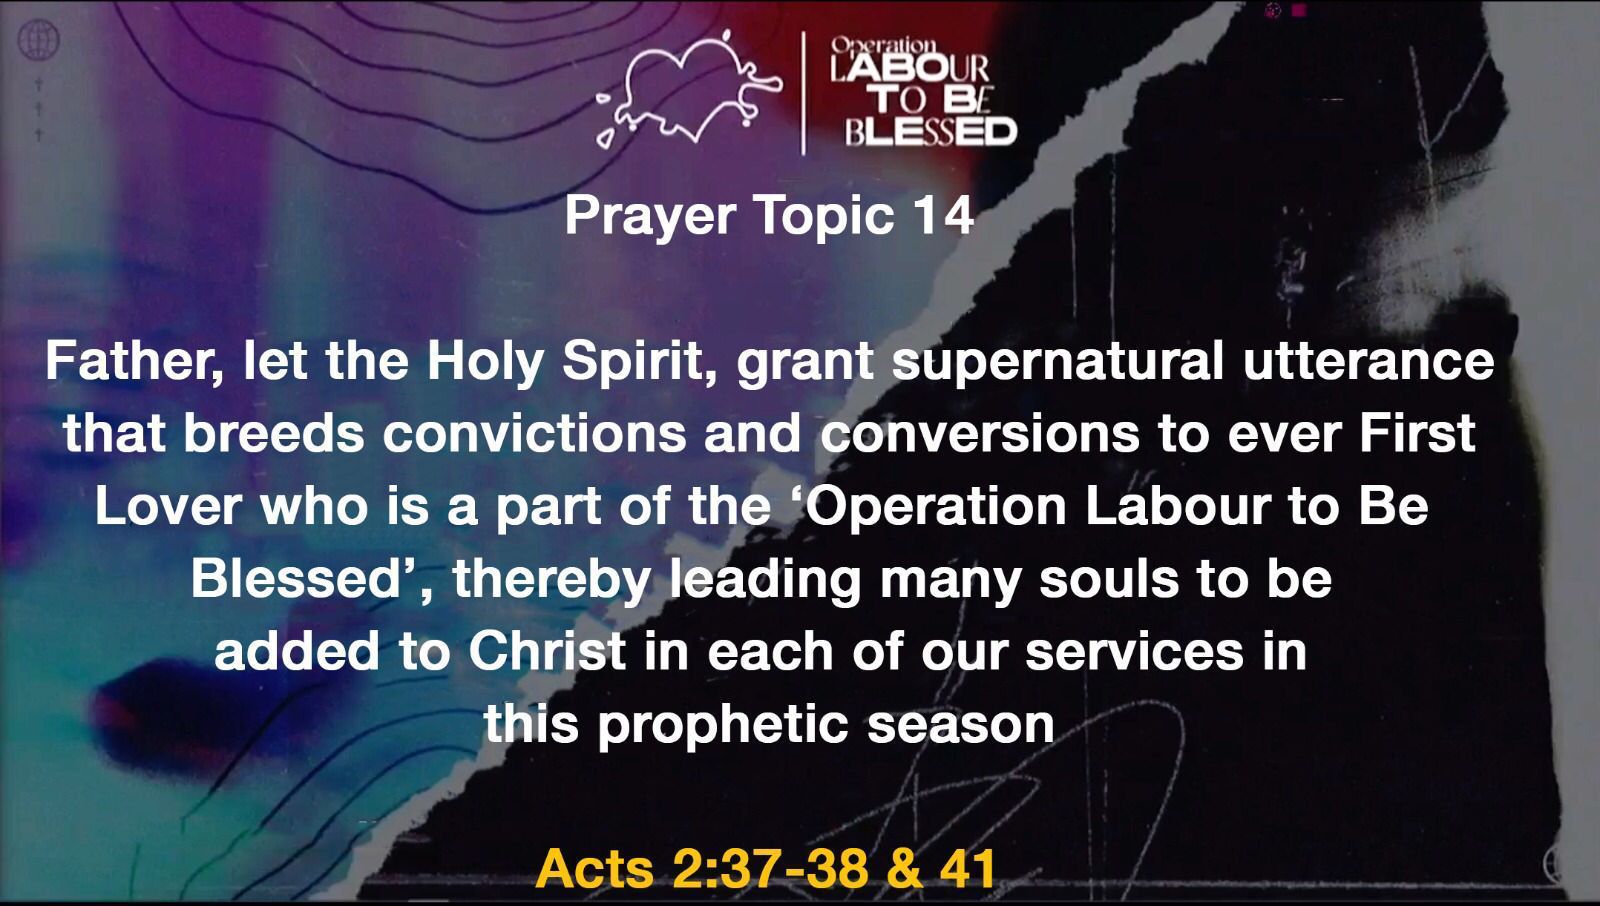 Operation
LABOUR
TO BE
BLESSED
Prayer Topic 14
Father, let the Holy Spirit, grant supernatural utterance
that breeds convictions and conversions to ever First
Lover who is a part of the ‘Operation Labour to Be
Blessed’, thereby leading many souls to be
added to Christ in each of our services in
this prophetic season
Acts 2:37-38 & 41